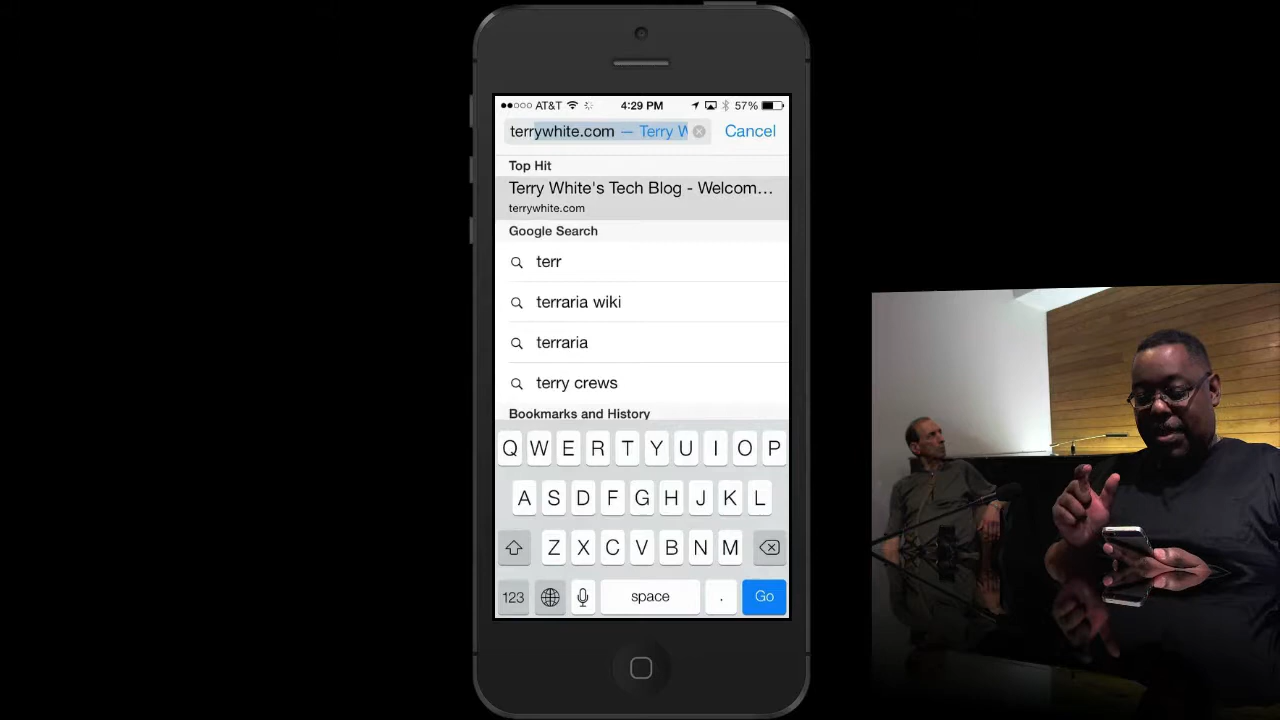 AT&T 4:29 PM 57%
terrywhite.com — Terry W Cancel
Top Hit
Terry White's Tech Blog - Welcom...
terrywhite.com
Google Search
terr
terraria wiki
terraria
terry crews
Bookmarks and History
Q W E R T Y U I O P
A S D F G H J K L
Z X C V B N M
123 space . Go